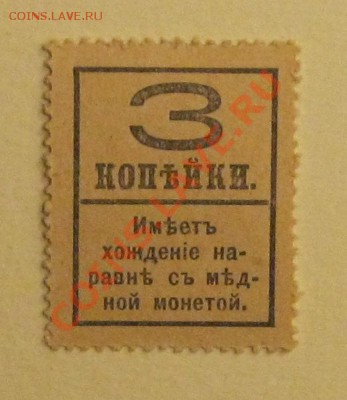 COINS.LAVE.RU
3
КОПѢЙКИ.
Имѣетъ
хожденіе на-
равнѣ съ мѣд-
ной монетой.
COINS.LAVE.RU